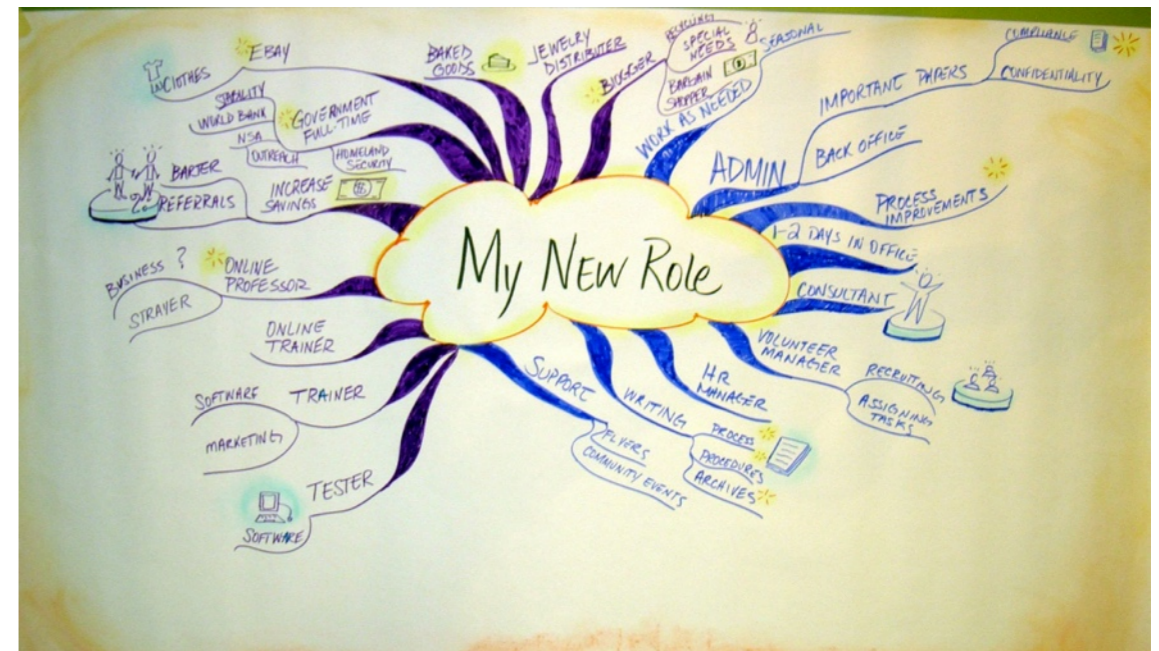 My New Role
EBAY
CLOTHES
GOVERNMENT
FULL-TIME
STABILITY
WORLD BANK
NSA
OUTREACH
HOMELAND
SECURITY
INCREASE
SAVINGS
BARTER
REFERRALS
ONLINE
PROFESSOR
BUSINESS ?
STRAYER
ONLINE
TRAINER
TRAINER
SOFTWARE
MARKETING
TESTER
SOFTWARE
BAKED
GOODS
JEWELRY
DISTRIBUTER
BLOGGER
RECYCLING
SPECIAL
NEEDS
BARGAIN
SHOPPER
WORK AS NEEDED
SEASONAL
ADMIN
IMPORTANT PAPERS
COMPLIANCE
CONFIDENTIALITY
BACK OFFICE
PROCESS
IMPROVEMENTS
1-2 DAYS IN OFFICE
CONSULTANT
VOLUNTEER
MANAGER
RECRUITING
ASSIGNING
TASKS
HR
MANAGER
WRITING
PROCESS
PROCEDURES
ARCHIVES
SUPPORT
FLYERS
COMMUNITY EVENTS